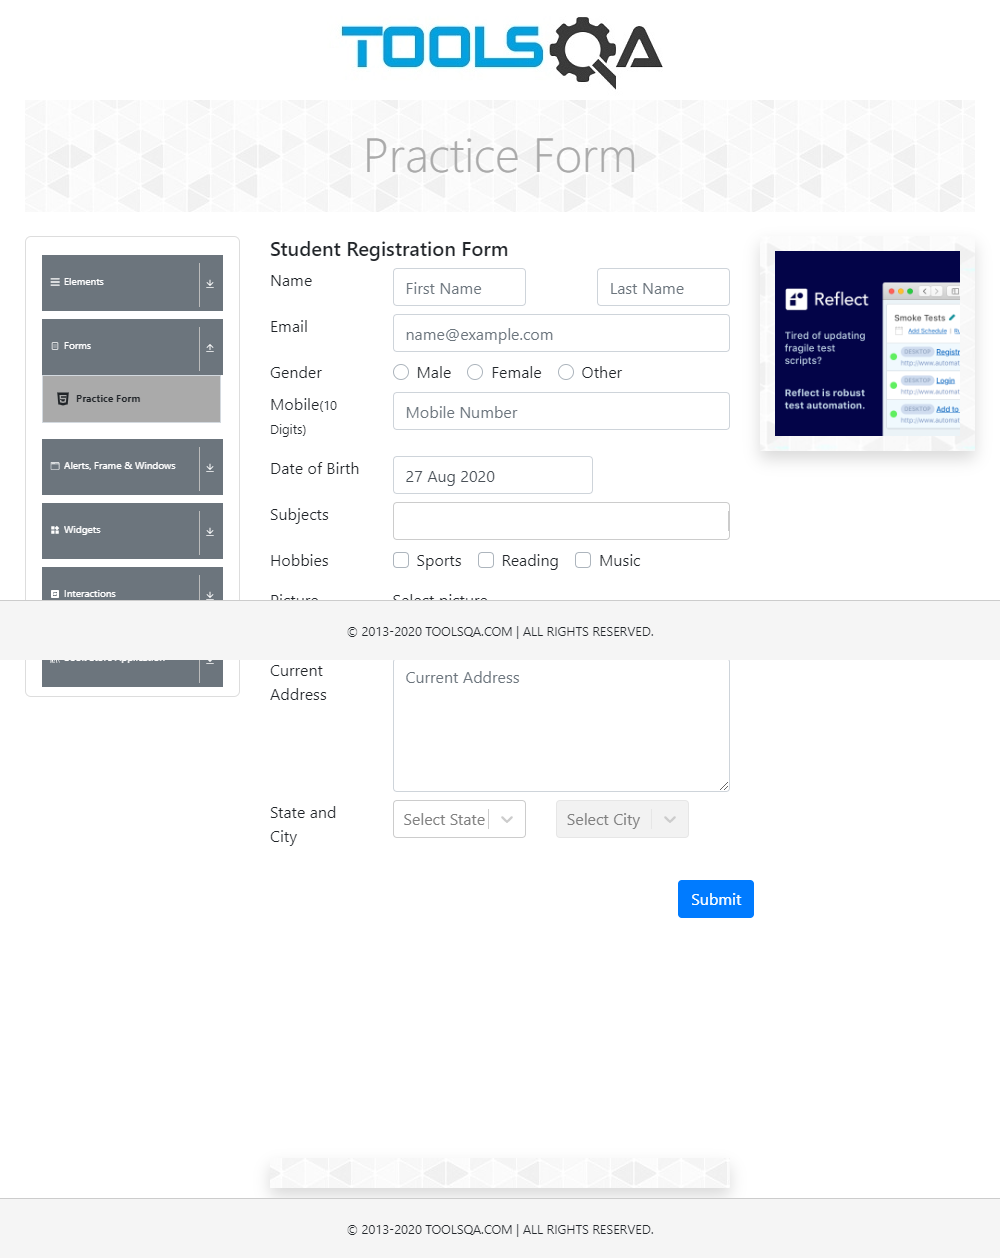 TOOLSQA
Practice Form
Elements
Forms
Practice Form
Alerts, Frame & Windows
Widgets
Interactions
Student Registration Form
Name
First Name
Last Name
Email
name@example.com
Gender
Male
Female
Other
Mobile(10
Digits)
Mobile Number
Date of Birth
27 Aug 2020
Subjects
Hobbies
Sports
Reading
Music
Picture
Select picture
© 2013-2020 TOOLSQA.COM | ALL RIGHTS RESERVED.
Current
Address
Current Address
State and
City
Select State
Select City
Submit
Reflect
Tired of updating
fragile test
scripts?
Reflect is robust
test automation.
Smoke Tests
Add Schedule
DESKTOP Registr
http://www.automat
DESKTOP Login
http://www.automat
DESKTOP Add to
http://www.automat
© 2013-2020 TOOLSQA.COM | ALL RIGHTS RESERVED.